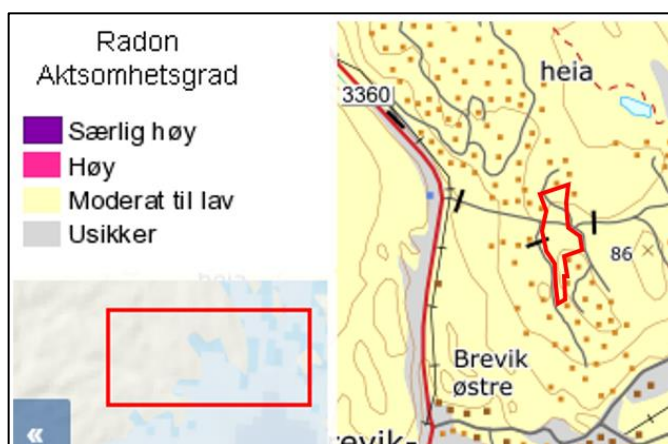 Radon
Aktsomhetsgrad
Særlig høy
Høy
Moderat til lav
Usikker
«
3360
heia
86
Brevik
østre